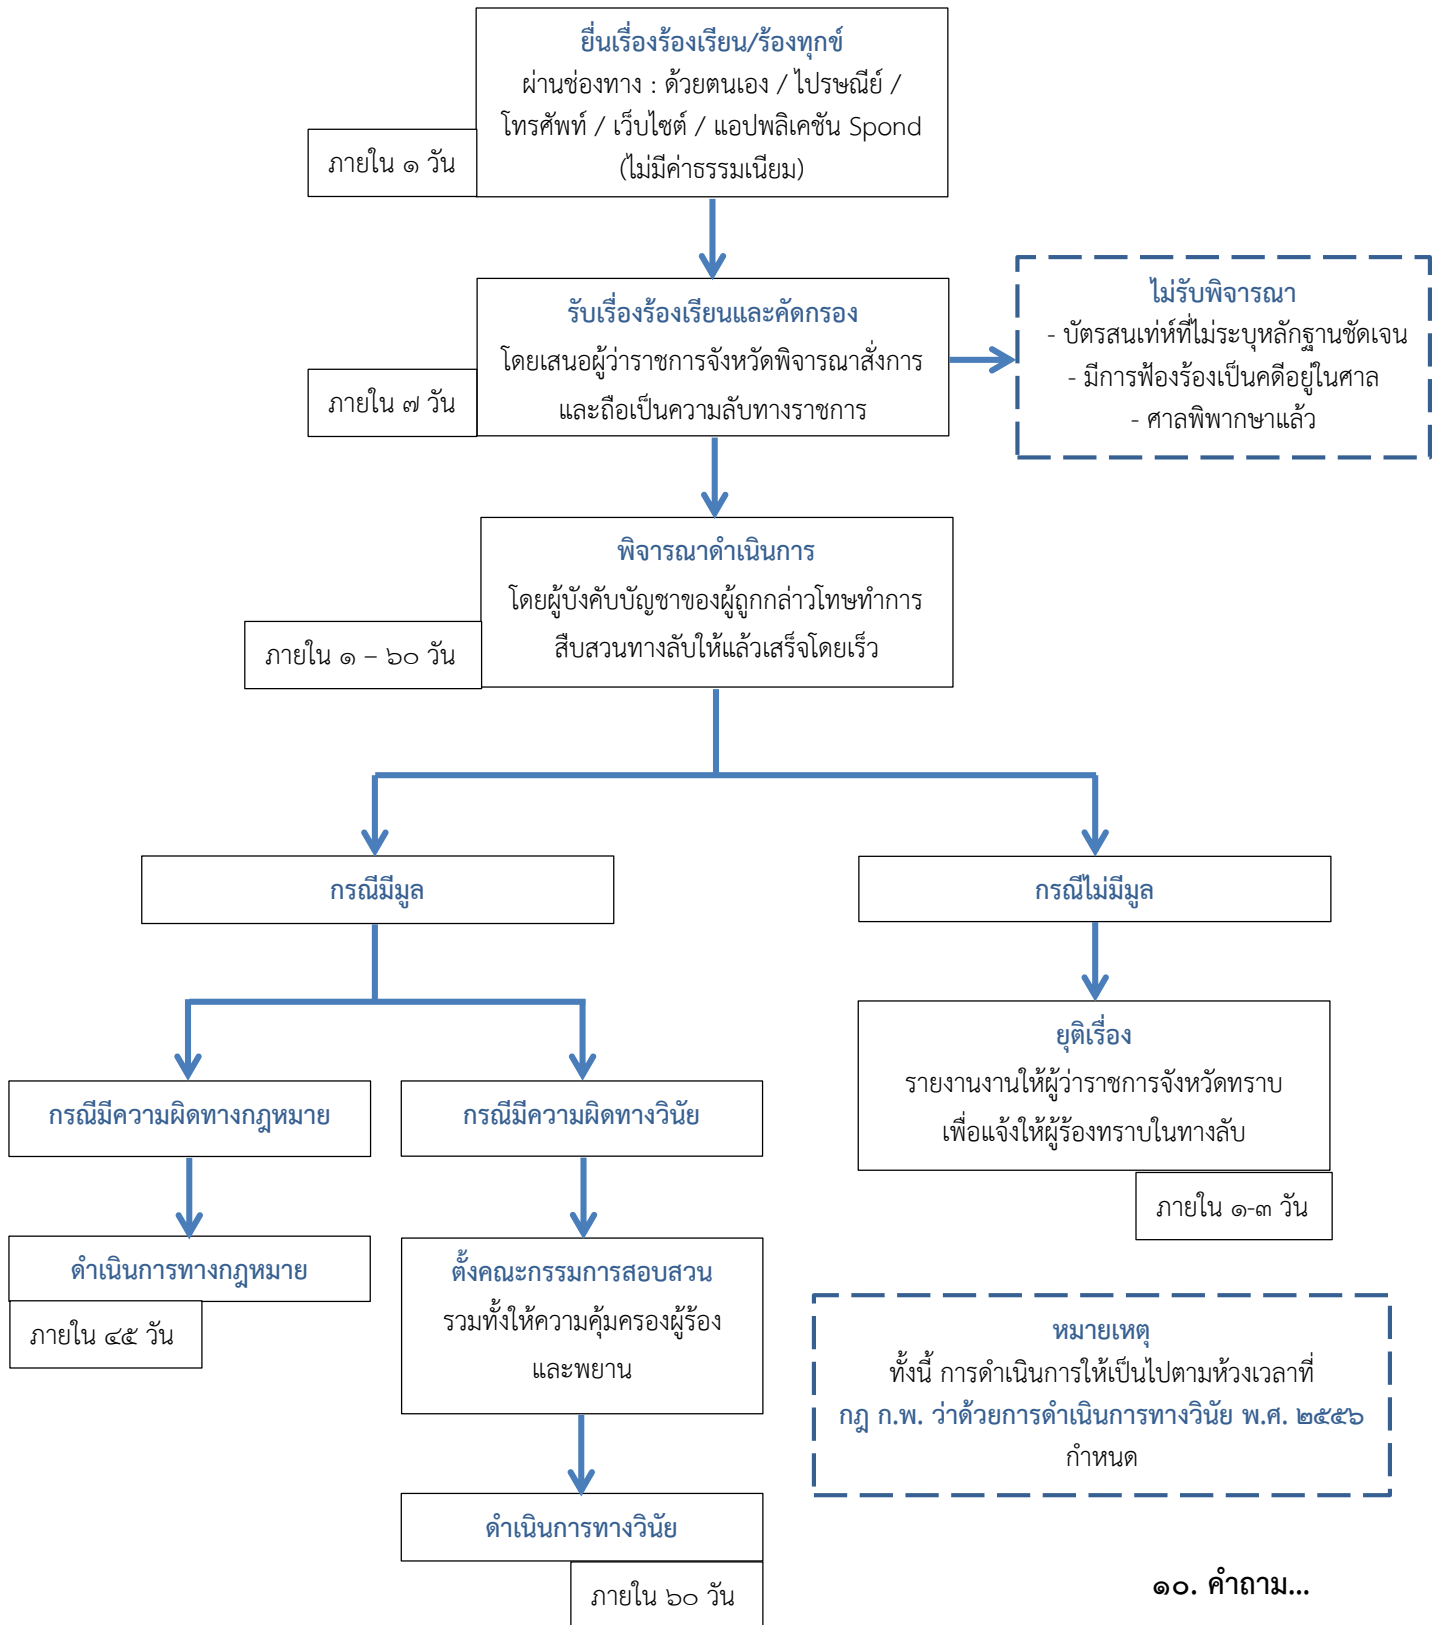 ยื่นเรื่องร้องเรียน/ร้องทุกข์
ผ่านช่องทาง : ด้วยตนเอง / ไปรษณีย์ /
โทรศัพท์ / เว็บไซต์ / แอปพลิเคชัน Spond
(ไม่มีค่าธรรมเนียม)
ภายใน ๑ วัน
รับเรื่องร้องเรียนและคัดกรอง
โดยเสนอผู้ว่าราชการจังหวัดพิจารณาสั่งการ
และถือเป็นความลับทางราชการ
ภายใน ๗ วัน
ไม่รับพิจารณา
- บัตรสนเท่ห์ที่ไม่ระบุหลักฐานชัดเจน
- มีการฟ้องร้องเป็นคดีอยู่ในศาล
- ศาลพิพากษาแล้ว
พิจารณาดำเนินการ
โดยผู้บังคับบัญชาของผู้ถูกกล่าวโทษทำการ
สืบสวนทางลับให้แล้วเสร็จโดยเร็ว
ภายใน ๑ – ๖๐ วัน
กรณีมีมูล
กรณีไม่มีมูล
ยุติเรื่อง
รายงานงานให้ผู้ว่าราชการจังหวัดทราบ
เพื่อแจ้งให้ผู้ร้องทราบในทางลับ
ภายใน ๑-๓ วัน
กรณีมีความผิดทางกฎหมาย
กรณีมีความผิดทางวินัย
ดำเนินการทางกฎหมาย
ภายใน ๔๕ วัน
ตั้งคณะกรรมการสอบสวน
รวมทั้งให้ความคุ้มครองผู้ร้อง
และพยาน
หมายเหตุ
ทั้งนี้ การดำเนินการให้เป็นไปตามห้วงเวลาที่
กฎ ก.พ. ว่าด้วยการดำเนินการทางวินัย พ.ศ. ๒๕๕๖
กำหนด
ดำเนินการทางวินัย
ภายใน ๖๐ วัน
๑๐. คำถาม...